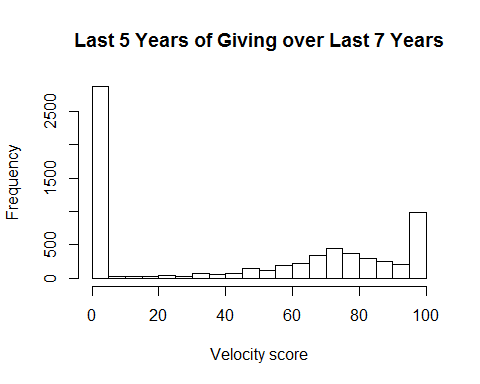 Last 5 Years of Giving over Last 7 Years
Frequency
2500
1500
500
0
0 20 40 60 80 100
Velocity score